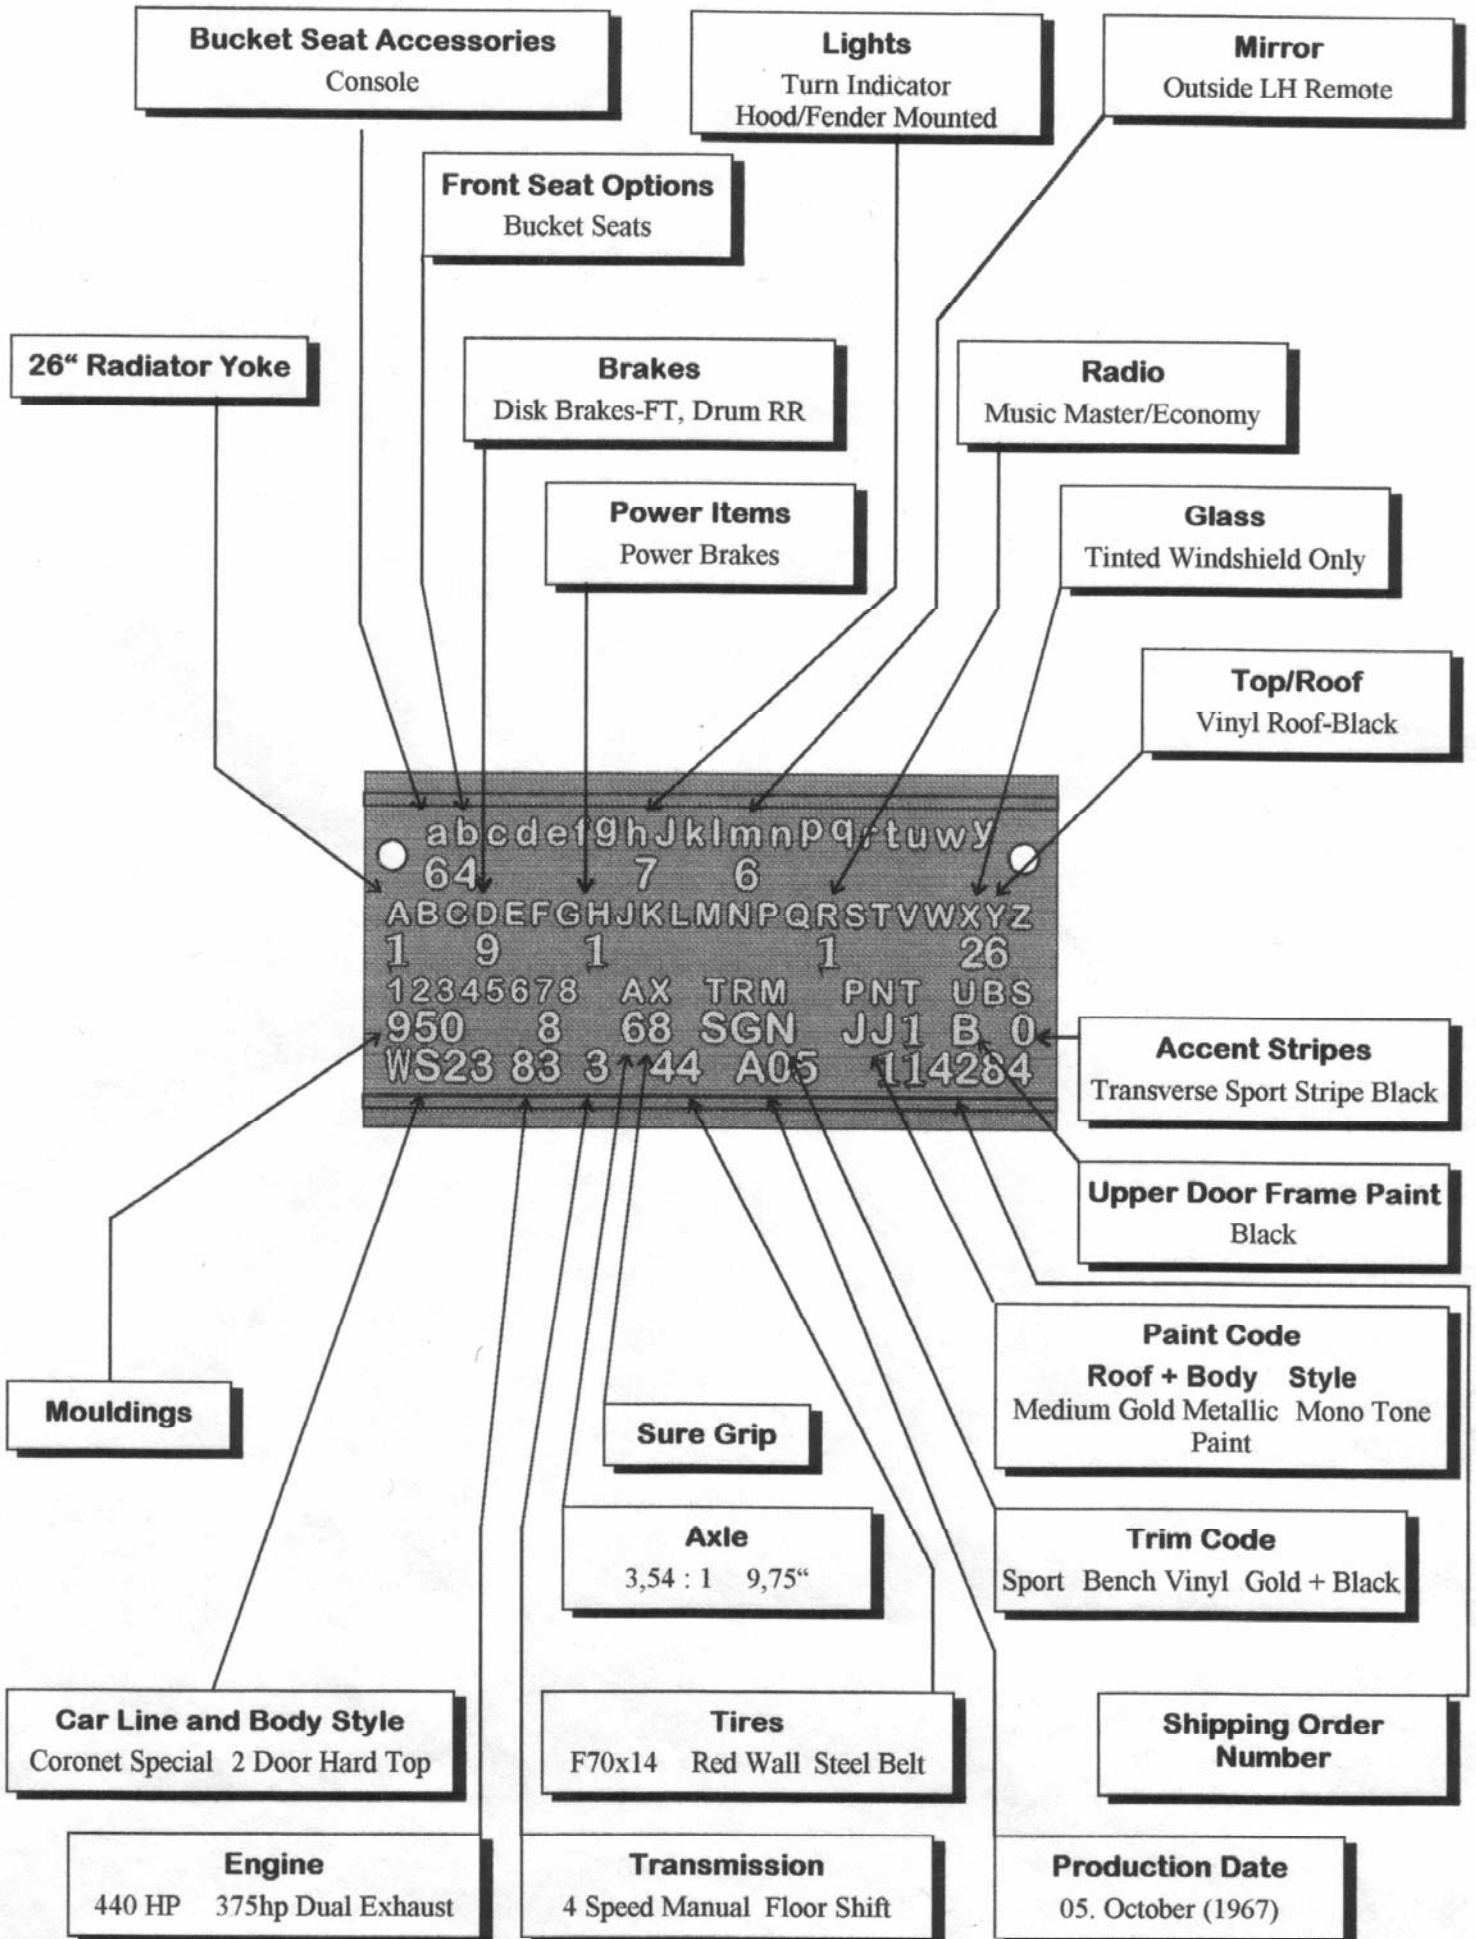 Bucket Seat Accessories
Console
Lights
Turn Indicator
Hood/Fender Mounted
Mirror
Outside LH Remote
Front Seat Options
Bucket Seats
26“ Radiator Yoke
Brakes
Disk Brakes-FT, Drum RR
Radio
Music Master/Economy
Power Items
Power Brakes
Glass
Tinted Windshield Only
Top/Roof
Vinyl Roof-Black
abcdefghJklmnpqrtuwy
64 7 6
ABCDEFGHJKLMNPQRSTVWXYZ
1 9 1 1 26
12345678 AX TRM PNT UBS
950 8 68 SGN JJ1 B 0
WS23 83 3 44 A05 114284
Accent Stripes
Transverse Sport Stripe Black
Upper Door Frame Paint
Black
Paint Code
Roof + Body Style
Medium Gold Metallic Mono Tone
Paint
Mouldings
Sure Grip
Axle
3,54 : 1 9,75“
Trim Code
Sport Bench Vinyl Gold + Black
Car Line and Body Style
Coronet Special 2 Door Hard Top
Tires
F70x14 Red Wall Steel Belt
Shipping Order
Number
Engine
440 HP 375hp Dual Exhaust
Transmission
4 Speed Manual Floor Shift
Production Date
05. October (1967)